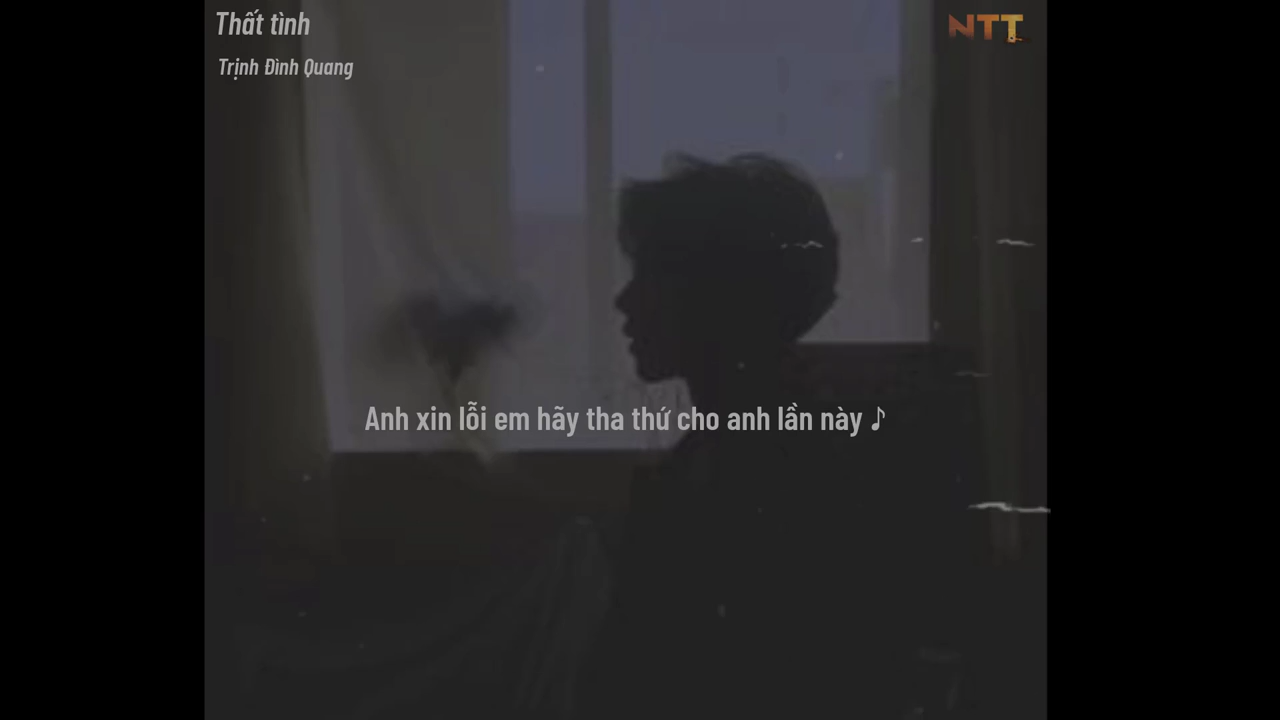 Thất tình
NTT
Trịnh Đình Quang
Anh xin lỗi em hãy tha thứ cho anh lần này ♪